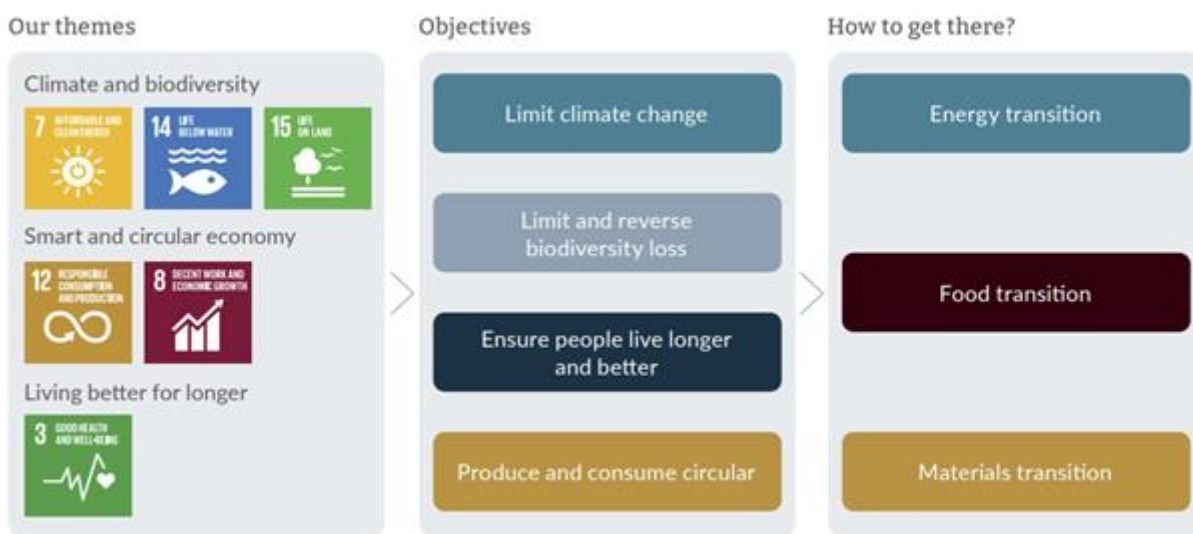 Our themes
Climate and biodiversity
7 AFFORDABLE AND
CLEAN ENERGY
14 LIFE
BELOW WATER
15 LIFE
ON LAND
Smart and circular economy
12 RESPONSIBLE
CONSUMPTION
AND PRODUCTION
8 DECENT WORK AND
ECONOMIC GROWTH
Living better for longer
3 GOOD HEALTH
AND WELL-BEING
Objectives
Limit climate change
Limit and reverse
biodiversity loss
Ensure people live longer
and better
Produce and consume circular
How to get there?
Energy transition
Food transition
Materials transition